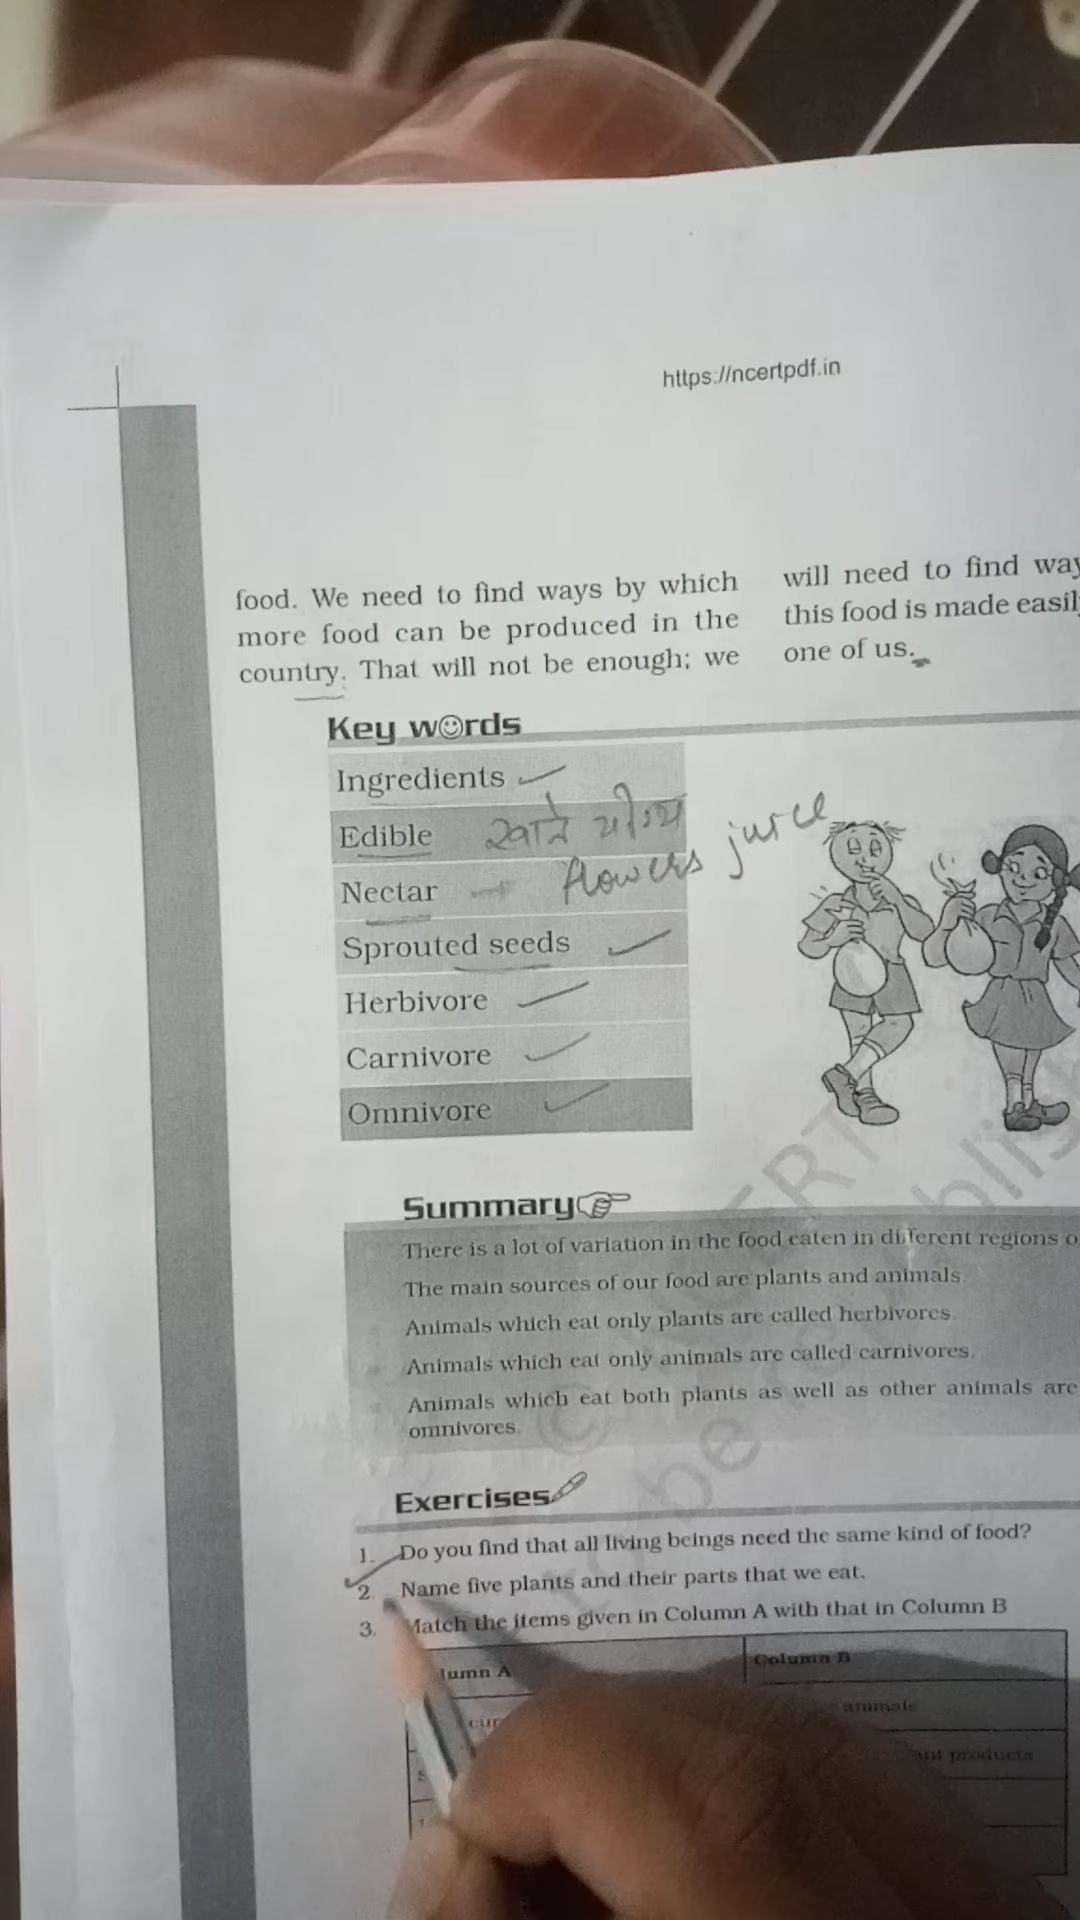 https://ncertpdf.in
food. We need to find ways by which
more food can be produced in the
country. That will not be enough; we
will need to find
this food is made
one of us.
Key words
Ingredients
Edible खाने योग्य
Nectar flowers juice
Sprouted seeds
Herbivore
Carnivore
Omnivore
Summary
There is a lot of variation in the food eaten in different regions
The main sources of our food are plants and animals.
Animals which eat only plants are called herbivores.
Animals which eat only animals are called carnivores.
Animals which eat both plants as well as other animals are
omnivores.
Exercises
1. Do you find that all living beings need the same kind of food?
2. Name five plants and their parts that we eat.
3. Match the items given in Column A with that in Column B
A
Column B
animals
products